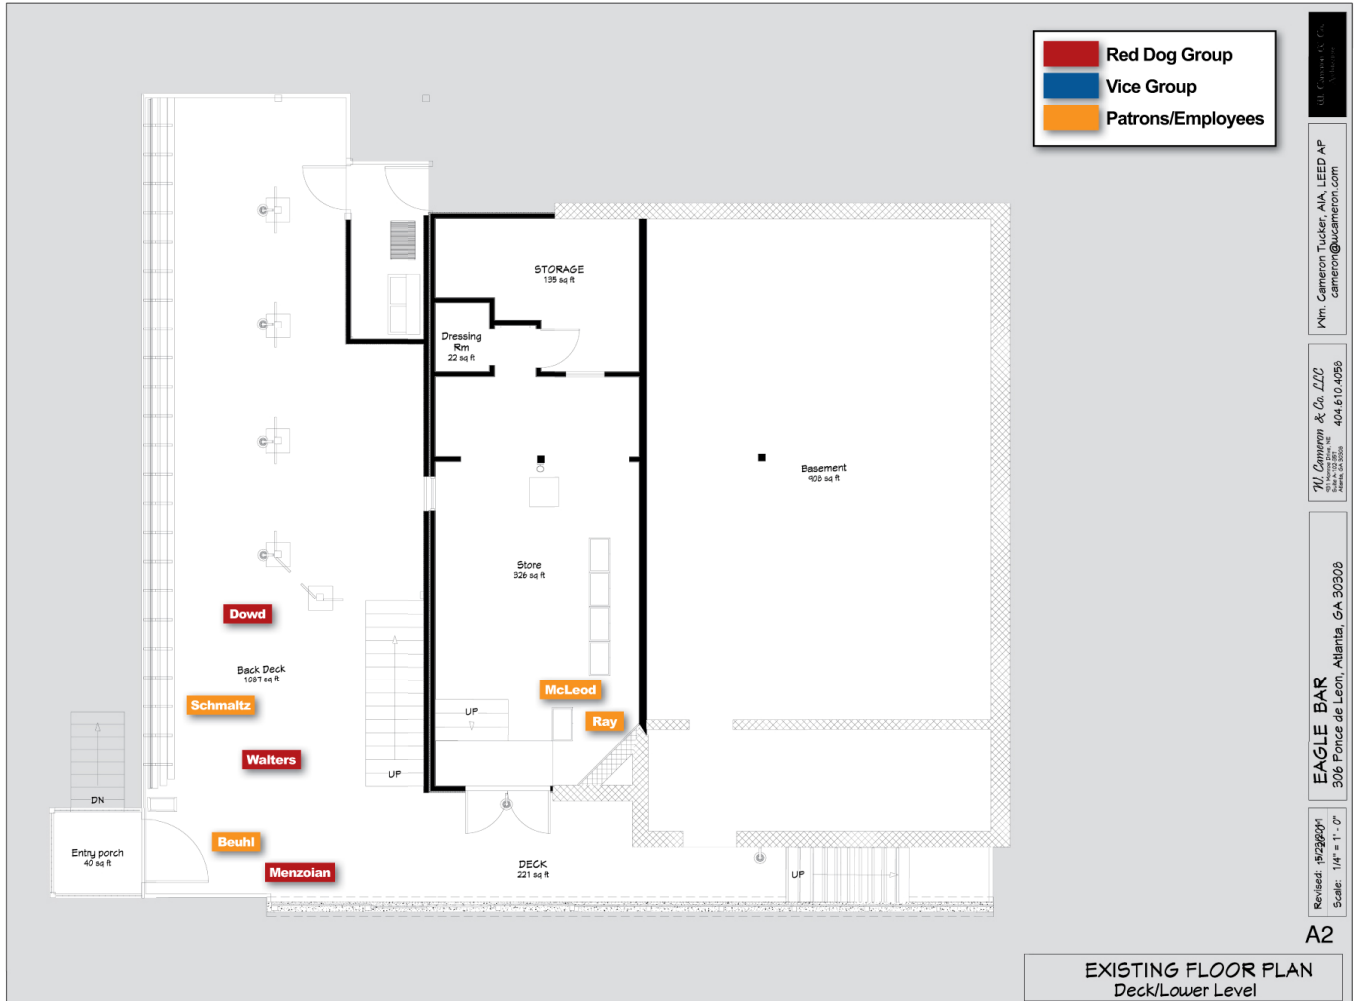 Red Dog Group
Vice Group
Patrons/Employees
STORAGE
135 sq ft
Dressing
Rm
22 sq ft
Basement
908 sq ft
Store
326 sq ft
Dowd
Back Deck
1087 sq ft
Schmaltz
McLeod
Ray
UP
Walters
UP
DN
Beuhl
Entry porch
40 sq ft
Menzoian
DECK
221 sq ft
UP
Wm. Cameron Tucker, AIA, LEED AP
cameron@wcameron.com
W. Cameron & Co. LLC
404.610.4058
EAGLE BAR
306 Ponce de Leon, Atlanta, GA 30308
Revised:
Scale: 1/4" = 1'-0"
A2
EXISTING FLOOR PLAN
Deck/Lower Level